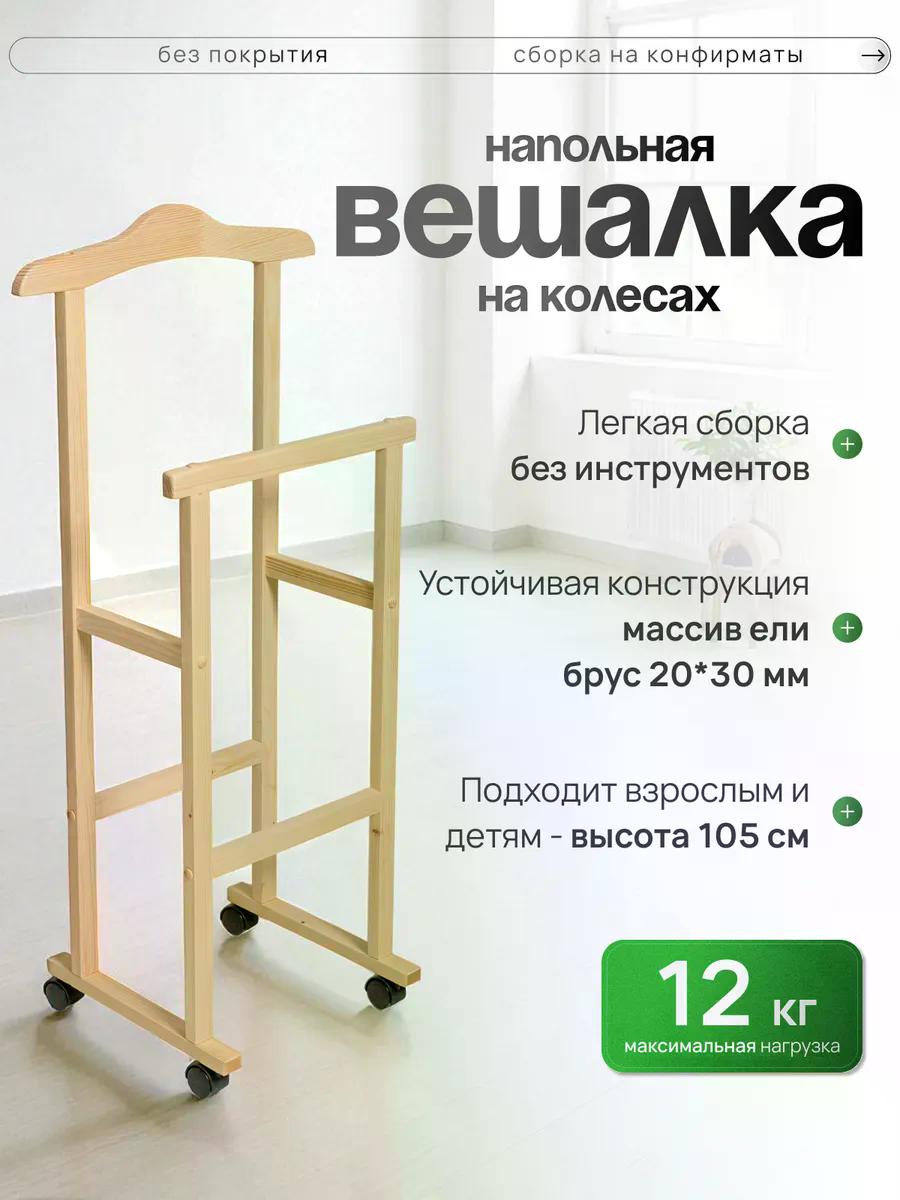 без покрытия
сборка на конфирматы →
напольная
вешалка
на колесах
Легкая сборка
без инструментов
Устойчивая конструкция
массив ели
брус 20*30 мм
Подходит взрослым и
детям - высота 105 см
12 кг
максимальная нагрузка